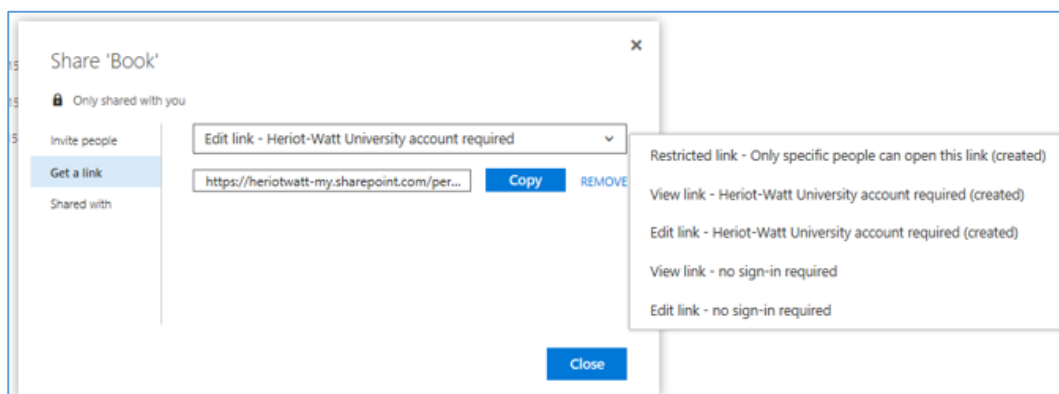 Share 'Book'
Only shared with you
Invite people
Get a link
Shared with
Edit link - Heriot-Watt University account required
https://heriotwatt-my.sharepoint.com/per...
Copy
REMOVE
Close
Restricted link - Only specific people can open this link (created)
View link - Heriot-Watt University account required (created)
Edit link - Heriot-Watt University account required (created)
View link - no sign-in required
Edit link - no sign-in required